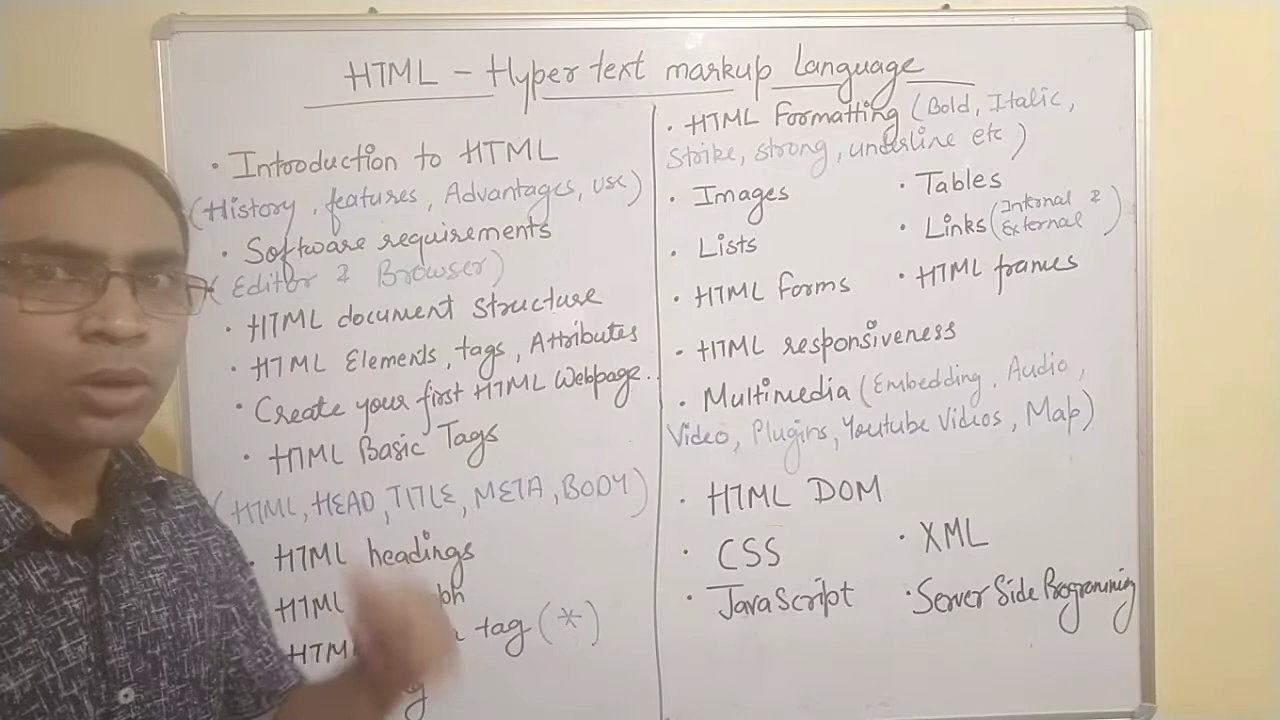 HTML - Hyper text markup Language
• Introduction to HTML
(History, features, Advantages, use)
• Software requirements
(Editor & Browser)
• HTML document structure
• HTML Elements, tags, Attributes
• Create your first HTML Webpage..
• HTML Basic Tags
(HTML, HEAD, TITLE, META, BODY)
• HTML headings
HTML
HTML tag (*)
• HTML Formatting (Bold, Italic,
Strike, strong, underline etc)
• Images • Tables
• Lists • Links (Internal & External)
• HTML forms • HTML frames
• HTML responsiveness
• Multimedia (Embedding, Audio,
Video, Plugins, Youtube Videos, Map)
• HTML DOM
• CSS • XML
• JavaScript • Server Side Programming